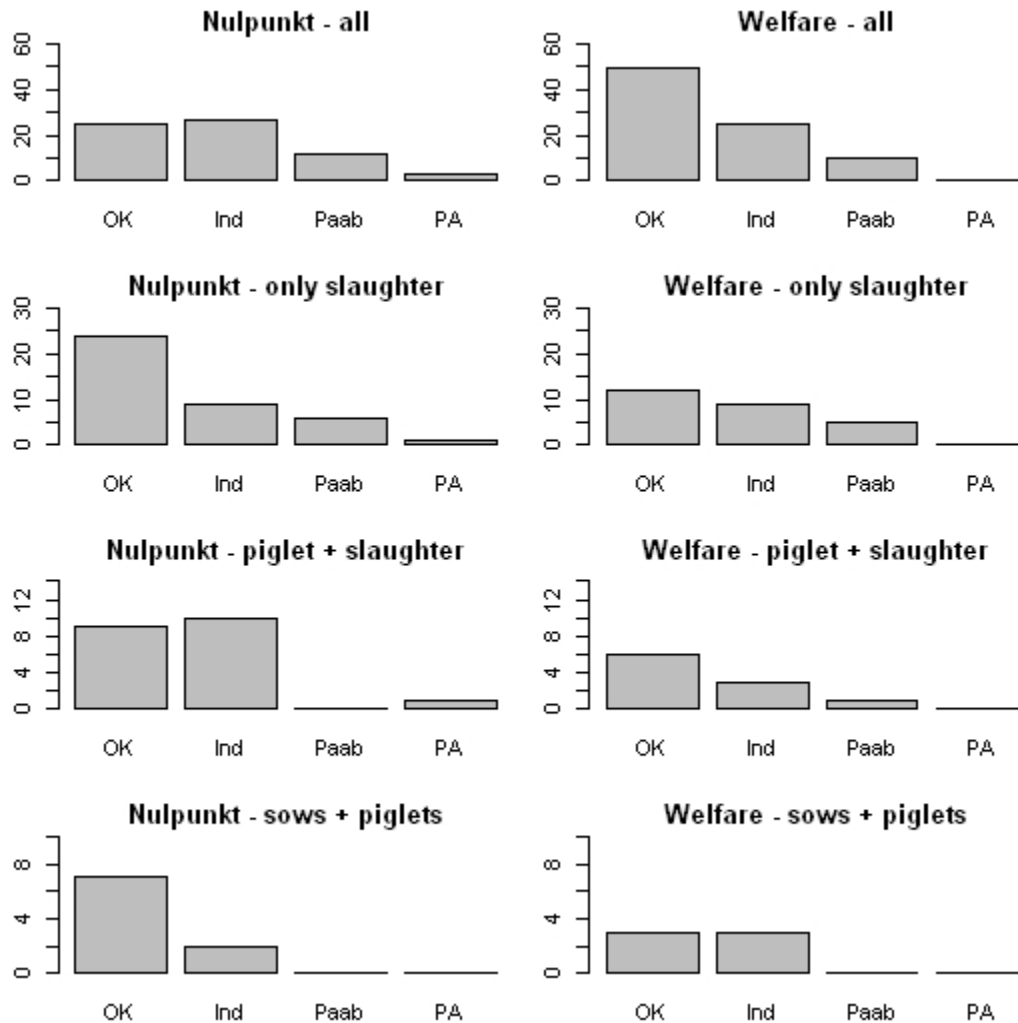 Nulpunkt - all
60
40
20
0
OK Ind Paab PA
Welfare - all
60
40
20
0
OK Ind Paab PA
Nulpunkt - only slaughter
30
20
10
0
OK Ind Paab PA
Welfare - only slaughter
30
20
10
0
OK Ind Paab PA
Nulpunkt - piglet + slaughter
12
8
4
0
OK Ind Paab PA
Welfare - piglet + slaughter
12
8
4
0
OK Ind Paab PA
Nulpunkt - sows + piglets
8
4
0
OK Ind Paab PA
Welfare - sows + piglets
8
4
0
OK Ind Paab PA